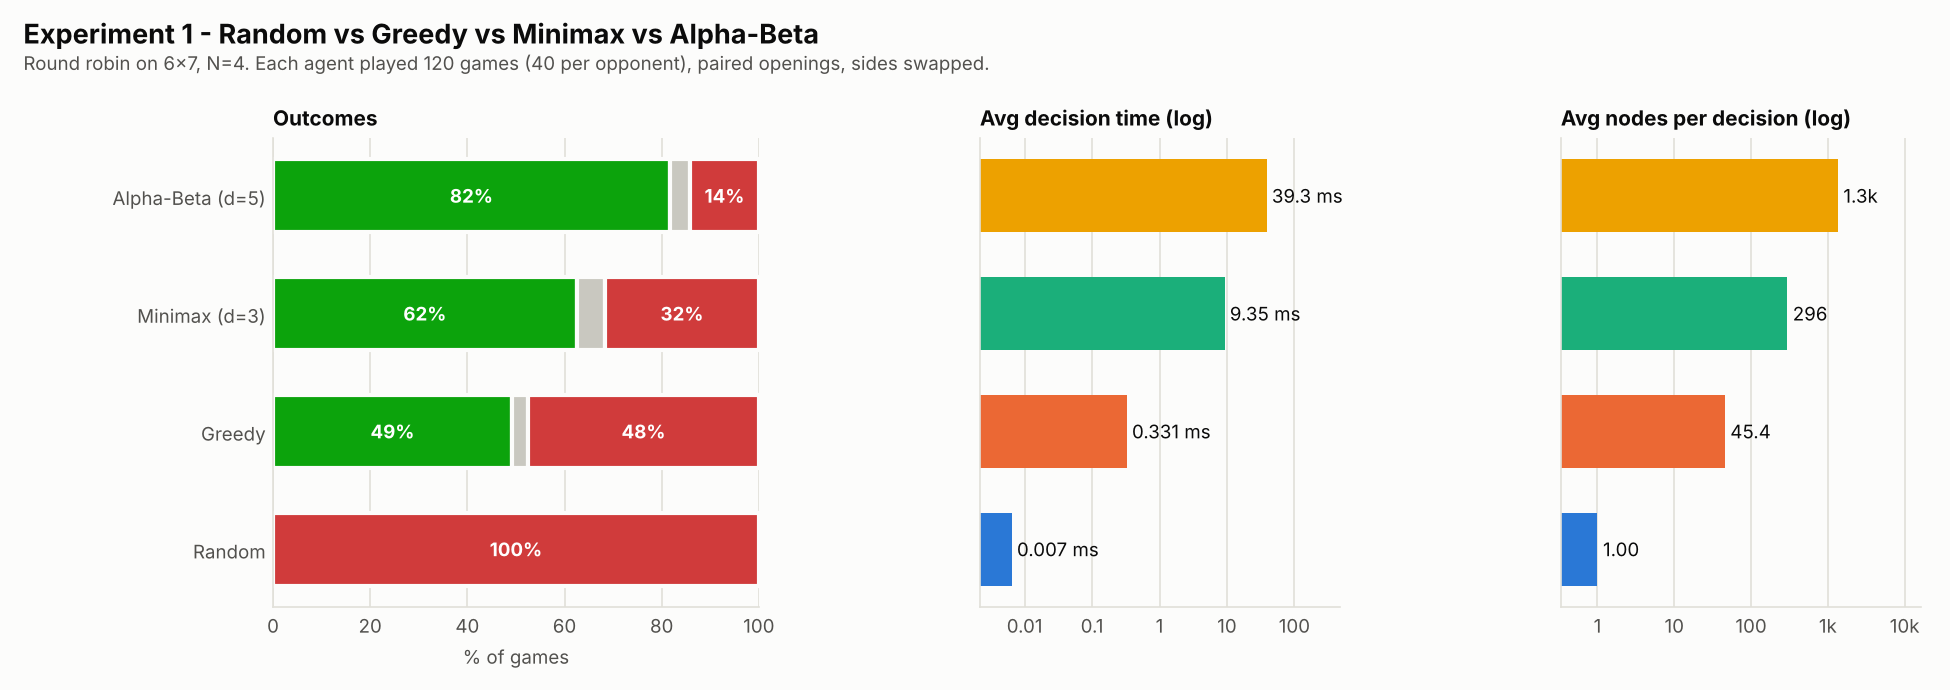 Experiment 1 - Random vs Greedy vs Minimax vs Alpha-Beta
Round robin on 6×7, N=4. Each agent played 120 games (40 per opponent), paired openings, sides swapped.
Outcomes
Alpha-Beta (d=5)
82%
14%
Minimax (d=3)
62%
32%
Greedy
49%
48%
Random
100%
0 20 40 60 80 100
% of games
Avg decision time (log)
39.3 ms
9.35 ms
0.331 ms
0.007 ms
0.01 0.1 1 10 100
Avg nodes per decision (log)
1.3k
296
45.4
1.00
1 10 100 1k 10k